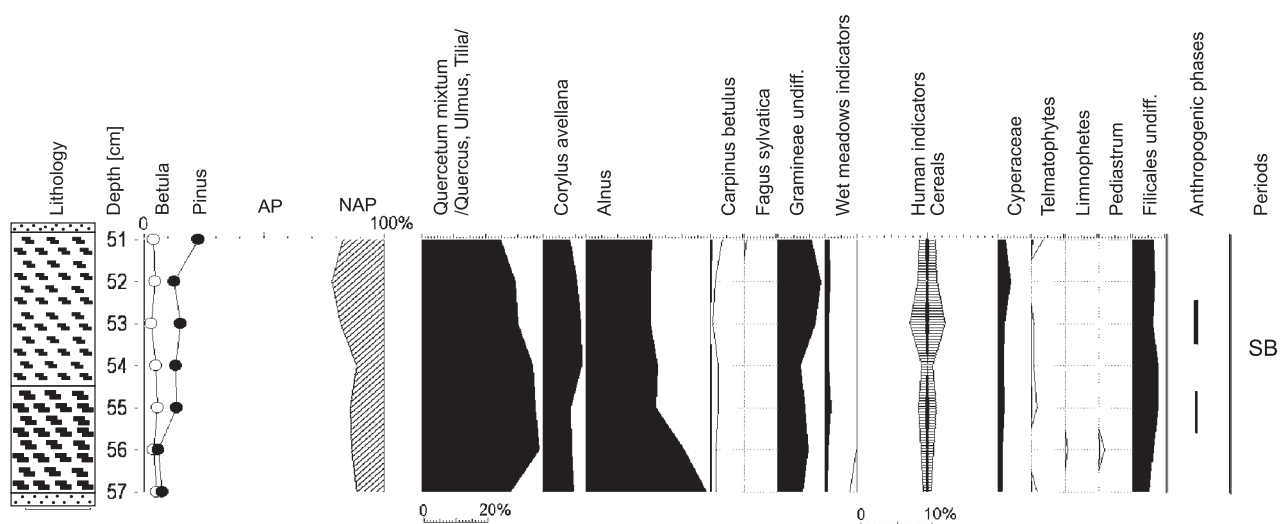 Lithology
Depth [cm]
Betula
Pinus
AP
NAP
Quercetum mixtum
/Quercus, Ulmus, Tilia/
Corylus avellana
Alnus
Carpinus betulus
Fagus sylvatica
Gramineae undiff.
Wet meadows indicators
Human indicators
Cereals
Cyperaceae
Telmatophytes
Limnophetes
Pediastrum
Filicales undiff.
Anthropogenic phases
Periods
0
100%
51
52
53
54
55
56
57
SB
0 20%
0 10%